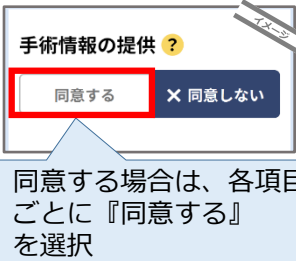 イメージ
手術情報の提供 ?
同意する
× 同意しない
同意する場合は、各項目
ごとに『同意する』
を選択